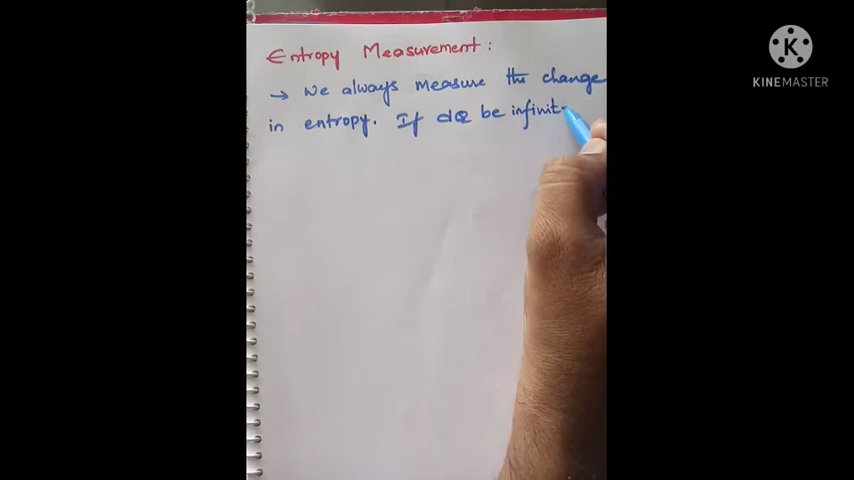 Entropy Measurement:
→ We always measure the change
in entropy. If dQ be infinit
K
KINEMASTER